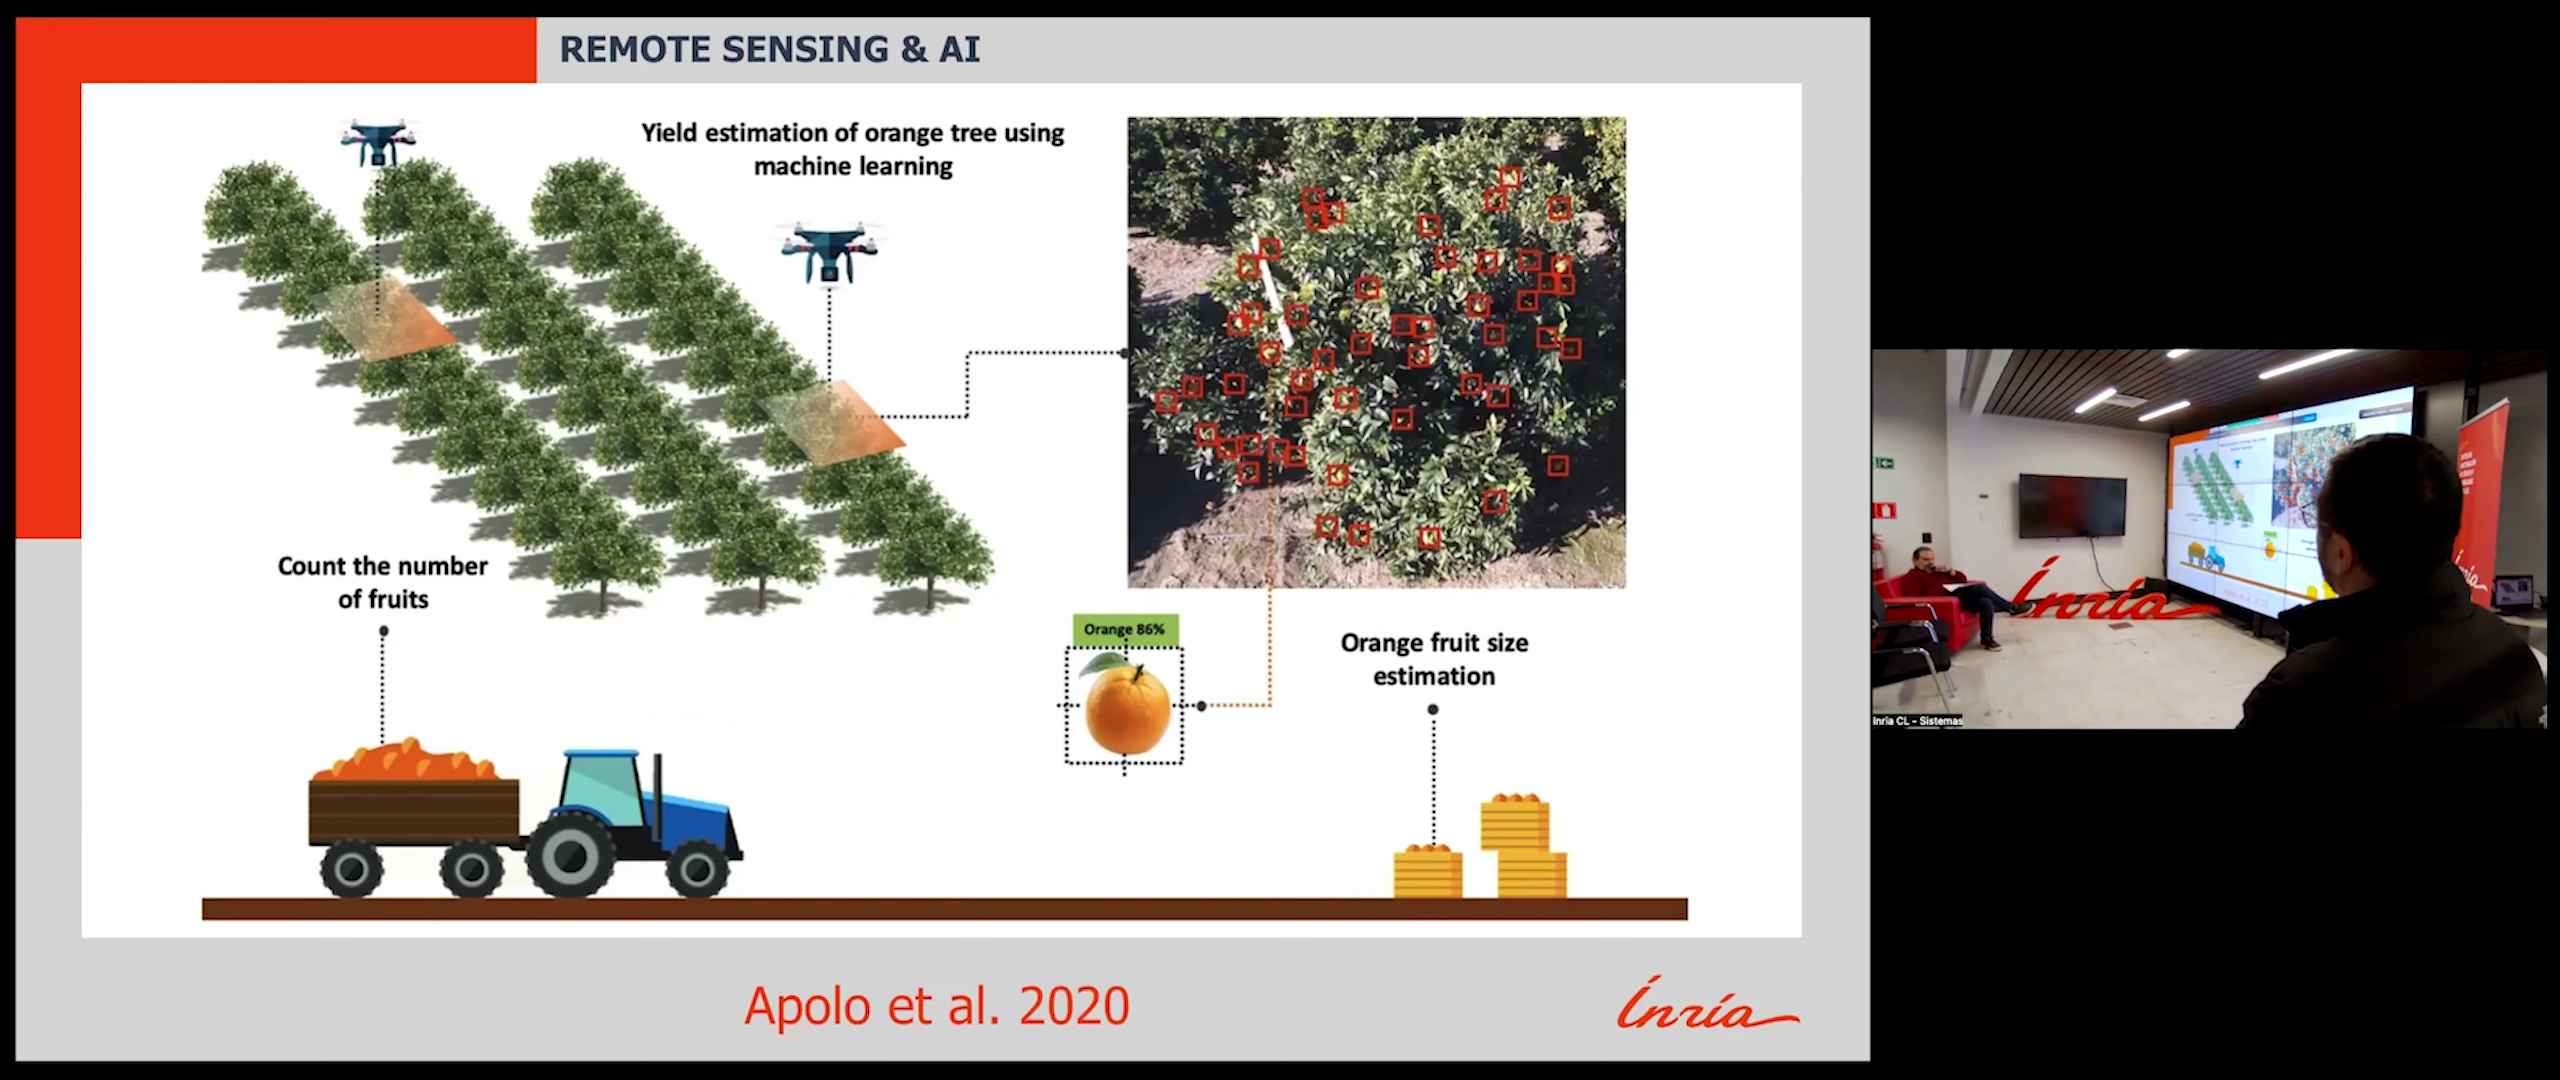 REMOTE SENSING & AI
Yield estimation of orange tree using
machine learning
Count the number
of fruits
Orange 86%
Orange fruit size
estimation
Apolo et al. 2020
Inria
Inria
Inria CL - Sistemas